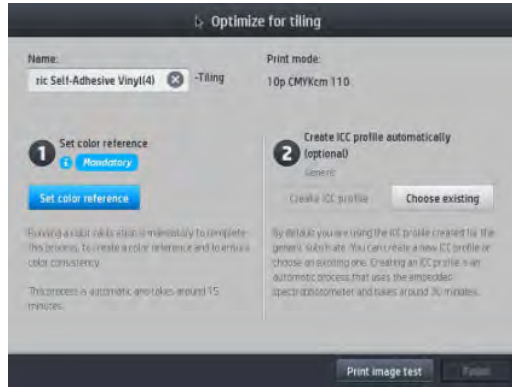 Optimize for tiling
Name:
ric Self-Adhesive Vinyl(4)
-Tiling
Print mode:
10p CMYKcm 110
1
Set color reference
i Mandatory
Set color reference
Running a color calibration is mandatory to complete
this process, to create a color reference and to ensure
color consistency.
This process is automatic and takes around 15
minutes.
2
Create ICC profile automatically
(optional)
Generic
Create ICC profile
Choose existing
By default you are using the ICC profile created for the
generic substrate. You can create a new ICC profile or
choose an existing one. Creating an ICC profile is an
automatic process that uses the embedded
spectrophotometer and takes around 30 minutes.
Print image test
Finish